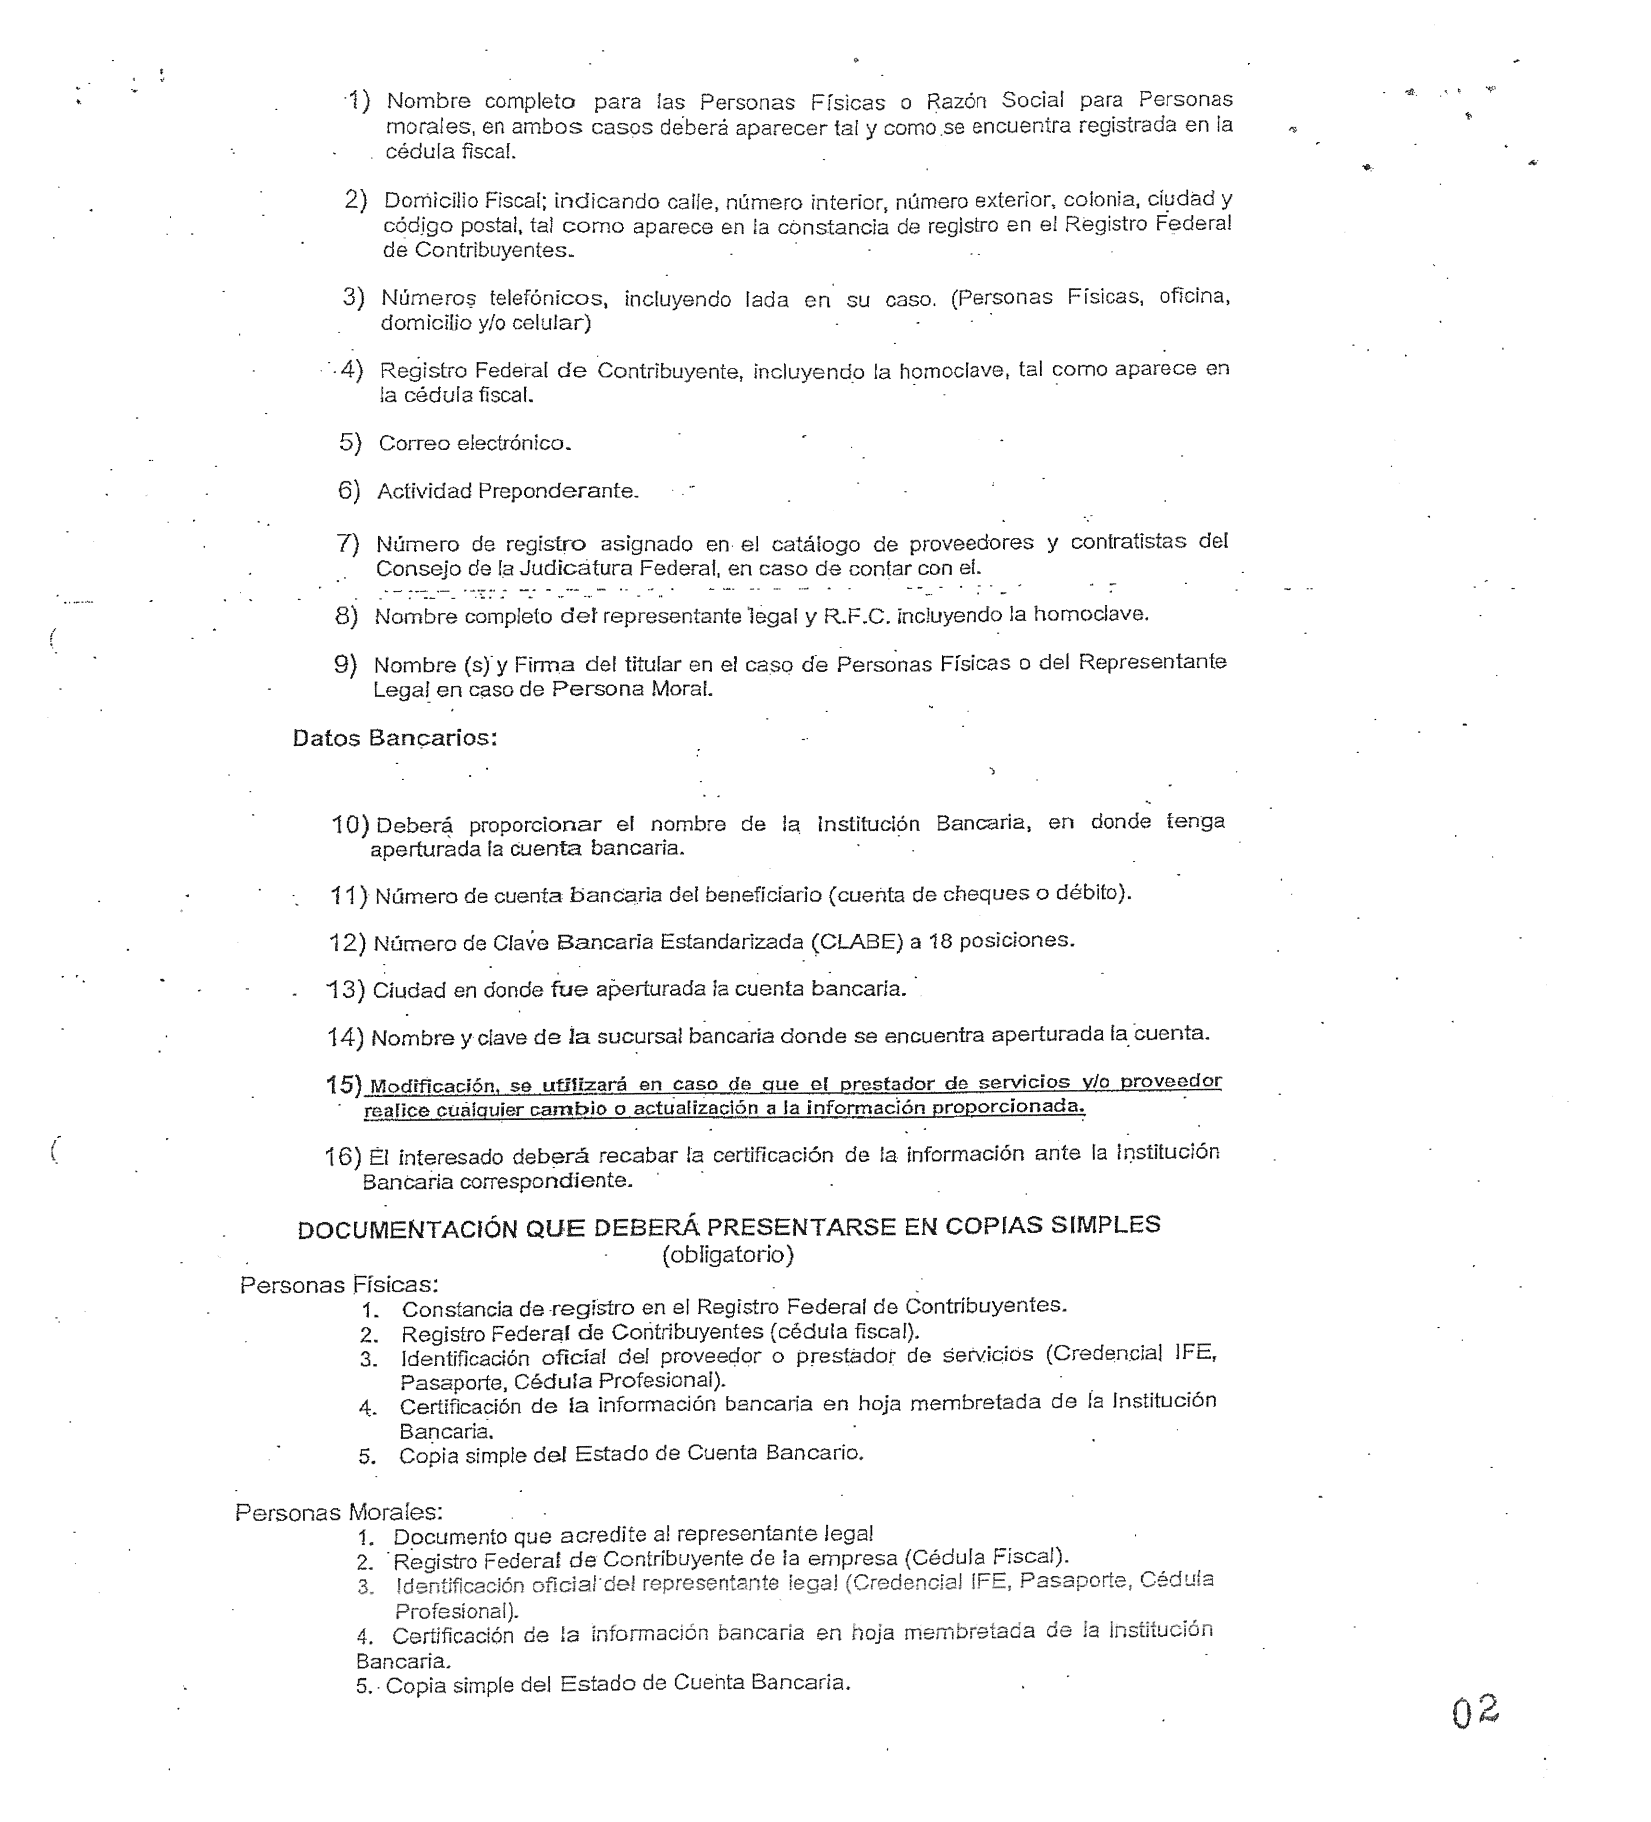 1) Nombre completo para las Personas Físicas o Razón Social para Personas
morales, en ambos casos deberá aparecer tal y como se encuentra registrada en la
cédula fiscal.
2) Domicilio Fiscal; indicando calle, número interior, número exterior, colonia, ciudad y
código postal, tal como aparece en la constancia de registro en el Registro Federal
de Contribuyentes.
3) Números telefónicos, incluyendo lada en su caso. (Personas Físicas, oficina,
domicilio y/o celular)
4) Registro Federal de Contribuyente, incluyendo la homoclave, tal como aparece en
la cédula fiscal.
5) Correo electrónico.
6) Actividad Preponderante.
7) Número de registro asignado en el catálogo de proveedores y contratistas del
Consejo de la Judicatura Federal, en caso de contar con el.
8) Nombre completo del representante legal y R.F.C. incluyendo la homoclave.
9) Nombre (s) y Firma del titular en el caso de Personas Físicas o del Representante
Legal en caso de Persona Moral.
Datos Bancarios:
10) Deberá proporcionar el nombre de la Institución Bancaria, en donde tenga
aperturada la cuenta bancaria.
11) Número de cuenta bancaria del beneficiario (cuenta de cheques o débito).
12) Número de Clave Bancaria Estandarizada (CLABE) a 18 posiciones.
13) Ciudad en donde fue aperturada la cuenta bancaria.
14) Nombre y clave de la sucursal bancaria donde se encuentra aperturada la cuenta.
15) Modificación, se utilizará en caso de que el prestador de servicios y/o proveedor
realice cualquier cambio o actualización a la información proporcionada.
16) El interesado deberá recabar la certificación de la información ante la Institución
Bancaria correspondiente.
DOCUMENTACIÓN QUE DEBERÁ PRESENTARSE EN COPIAS SIMPLES
(obligatorio)
Personas Físicas:
1. Constancia de registro en el Registro Federal de Contribuyentes.
2. Registro Federal de Contribuyentes (cédula fiscal).
3. Identificación oficial del proveedor o prestador de servicios (Credencial IFE,
Pasaporte, Cédula Profesional).
4. Certificación de la información bancaria en hoja membretada de la Institución
Bancaria.
5. Copia simple del Estado de Cuenta Bancario.
Personas Morales:
1. Documento que acredite al representante legal
2. Registro Federal de Contribuyente de la empresa (Cédula Fiscal).
3. Identificación oficial del representante legal (Credencial IFE, Pasaporte, Cédula
Profesional).
4. Certificación de la información bancaria en hoja membretada de la Institución
Bancaria.
5. Copia simple del Estado de Cuenta Bancaria.
02